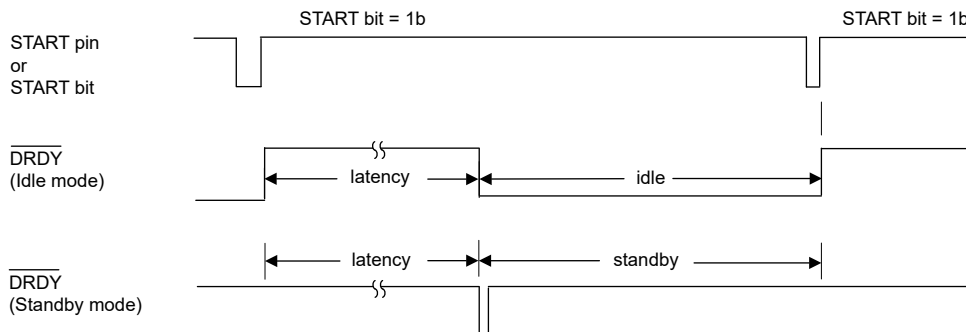 START bit = 1b
START bit = 1b
START pin
or
START bit
DRDY
(Idle mode)
latency
idle
latency
standby
DRDY
(Standby mode)